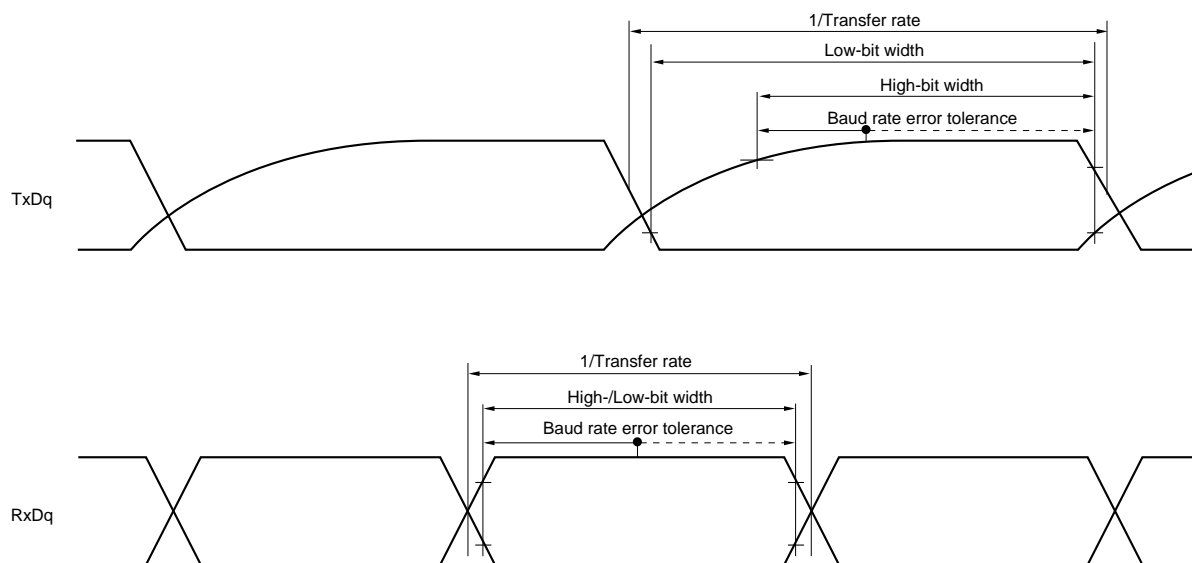 1/Transfer rate
Low-bit width
High-bit width
Baud rate error tolerance
TxDq
1/Transfer rate
High-/Low-bit width
Baud rate error tolerance
RxDq